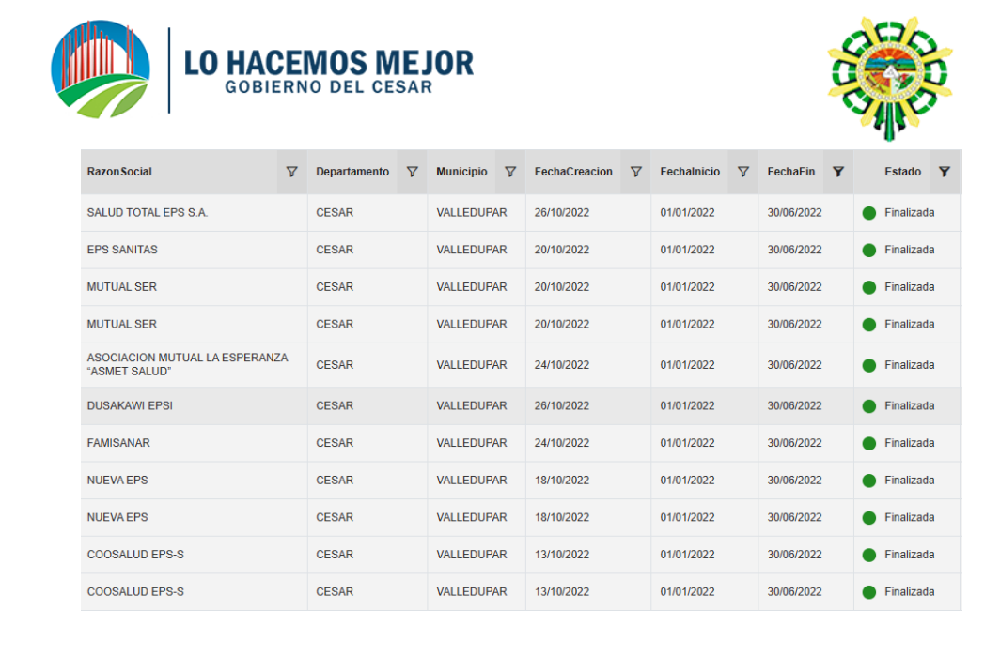 LO HACEMOS MEJOR
GOBIERNO DEL CESAR
RazonSocial Departamento Municipio FechaCreacion FechaInicio FechaFin Estado
SALUD TOTAL EPS S.A. CESAR VALLEDUPAR 26/10/2022 01/01/2022 30/06/2022 Finalizada
EPS SANITAS CESAR VALLEDUPAR 20/10/2022 01/01/2022 30/06/2022 Finalizada
MUTUAL SER CESAR VALLEDUPAR 20/10/2022 01/01/2022 30/06/2022 Finalizada
MUTUAL SER CESAR VALLEDUPAR 20/10/2022 01/01/2022 30/06/2022 Finalizada
ASOCIACION MUTUAL LA ESPERANZA
“ASMET SALUD” CESAR VALLEDUPAR 24/10/2022 01/01/2022 30/06/2022 Finalizada
DUSAKAWI EPSI CESAR VALLEDUPAR 26/10/2022 01/01/2022 30/06/2022 Finalizada
FAMISANAR CESAR VALLEDUPAR 24/10/2022 01/01/2022 30/06/2022 Finalizada
NUEVA EPS CESAR VALLEDUPAR 18/10/2022 01/01/2022 30/06/2022 Finalizada
NUEVA EPS CESAR VALLEDUPAR 18/10/2022 01/01/2022 30/06/2022 Finalizada
COOSALUD EPS-S CESAR VALLEDUPAR 13/10/2022 01/01/2022 30/06/2022 Finalizada
COOSALUD EPS-S CESAR VALLEDUPAR 13/10/2022 01/01/2022 30/06/2022 Finalizada